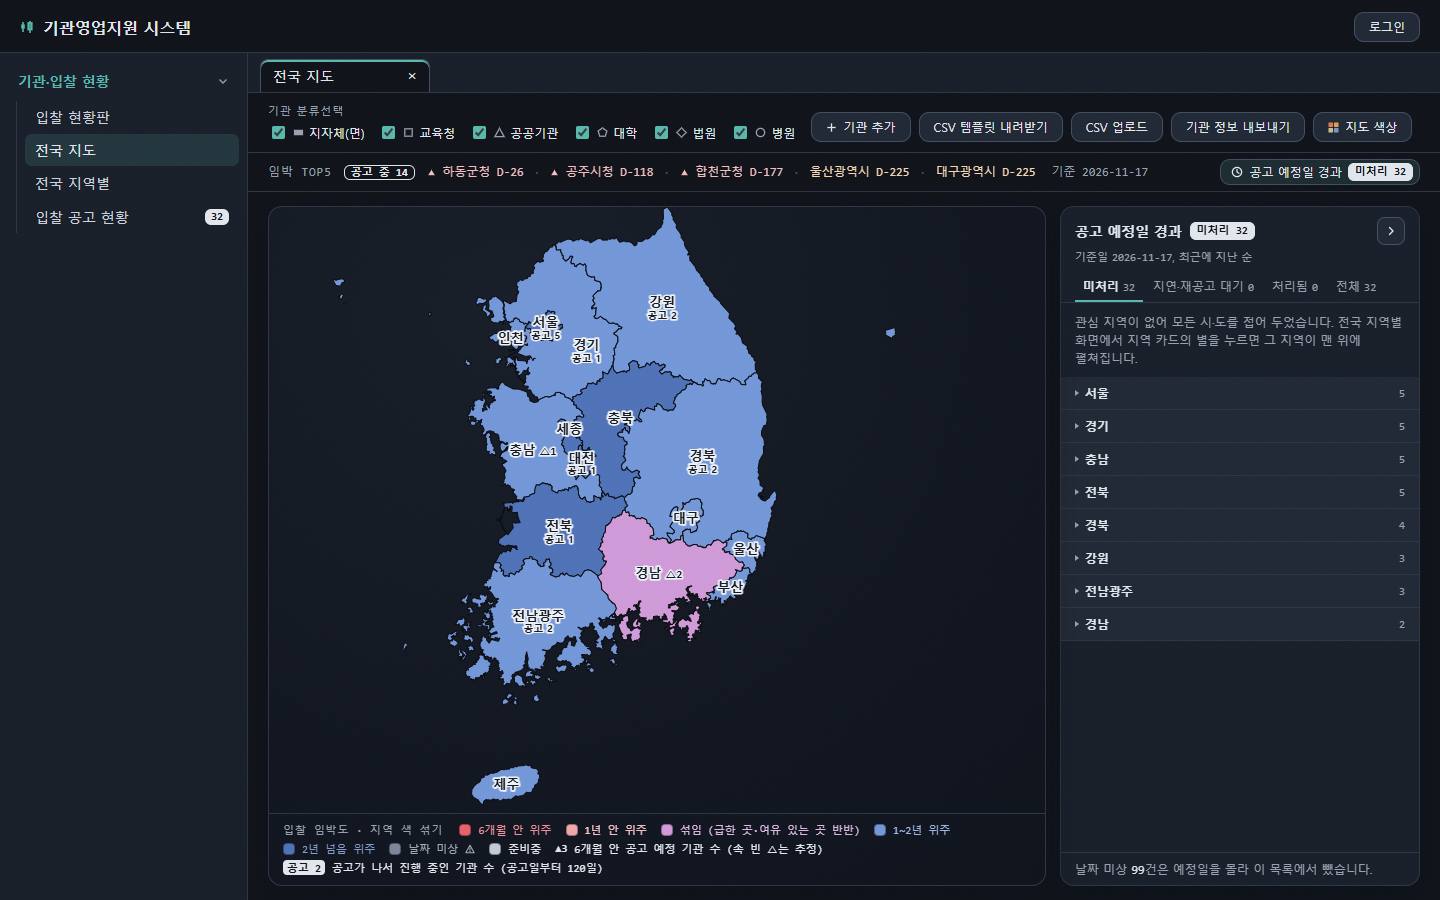 기관영업지원 시스템
로그인
기관·입찰 현황
입찰 현황판
전국 지도
전국 지역별
입찰 공고 현황 32
전국 지도 ×
기관 분류선택
지자체(면) 교육청 공공기관 대학 법원 병원
+ 기관 추가
CSV 템플릿 내려받기
CSV 업로드
기관 정보 내보내기
지도 색상
임박 TOP5 공고 중 14 ▲ 하동군청 D-26 · ▲ 공주시청 D-118 · ▲ 합천군청 D-177 · 울산광역시 D-225 · 대구광역시 D-225 기준 2026-11-17
공고 예정일 경과 미처리 32
강원
공고 2
서울
공고 5
인천
경기
공고 1
충북
세종
충남 △1
대전
공고 1
경북
공고 2
대구
전북
공고 1
울산
경남 △2
부산
전남광주
공고 2
제주
입찰 임박도 · 지역 색 섞기 6개월 안 위주 1년 안 위주 섞임 (급한 곳·여유 있는 곳 반반) 1~2년 위주
2년 넘음 위주 날짜 미상 ⚠ 준비중 ▲3 6개월 안 공고 예정 기관 수 (속 빈 △는 추정)
공고 2 공고가 나서 진행 중인 기관 수 (공고일부터 120일)
공고 예정일 경과 미처리 32
기준일 2026-11-17, 최근에 지난 순
미처리 32 지연·재공고 대기 0 처리됨 0 전체 32
관심 지역이 없어 모든 시·도를 접어 두었습니다. 전국 지역별
화면에서 지역 카드의 별을 누르면 그 지역이 맨 위에
펼쳐집니다.
서울 5
경기 5
충남 5
전북 5
경북 4
강원 3
전남광주 3
경남 2
날짜 미상 99건은 예정일을 몰라 이 목록에서 뺐습니다.